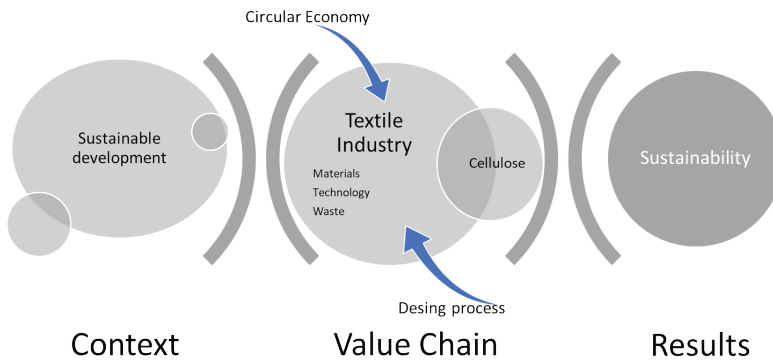 Circular Economy
Sustainable
development
Textile
Industry
Materials
Technology
Waste
Cellulose
Sustainability
Desing process
Context
Value Chain
Results